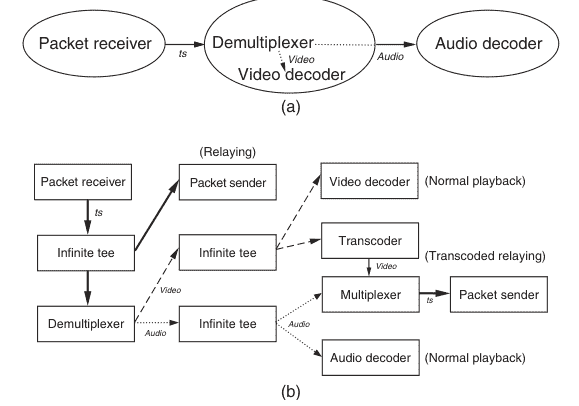 Packet receiver
ts
Demultiplexer
Video
Video decoder
Audio
Audio decoder
(a)
(Relaying)
Packet receiver
Packet sender
Video decoder
(Normal playback)
ts
Infinite tee
Infinite tee
Transcoder
(Transcoded relaying)
Video
Video
Demultiplexer
Audio
Infinite tee
Audio
Multiplexer
ts
Packet sender
Audio decoder
(Normal playback)
(b)